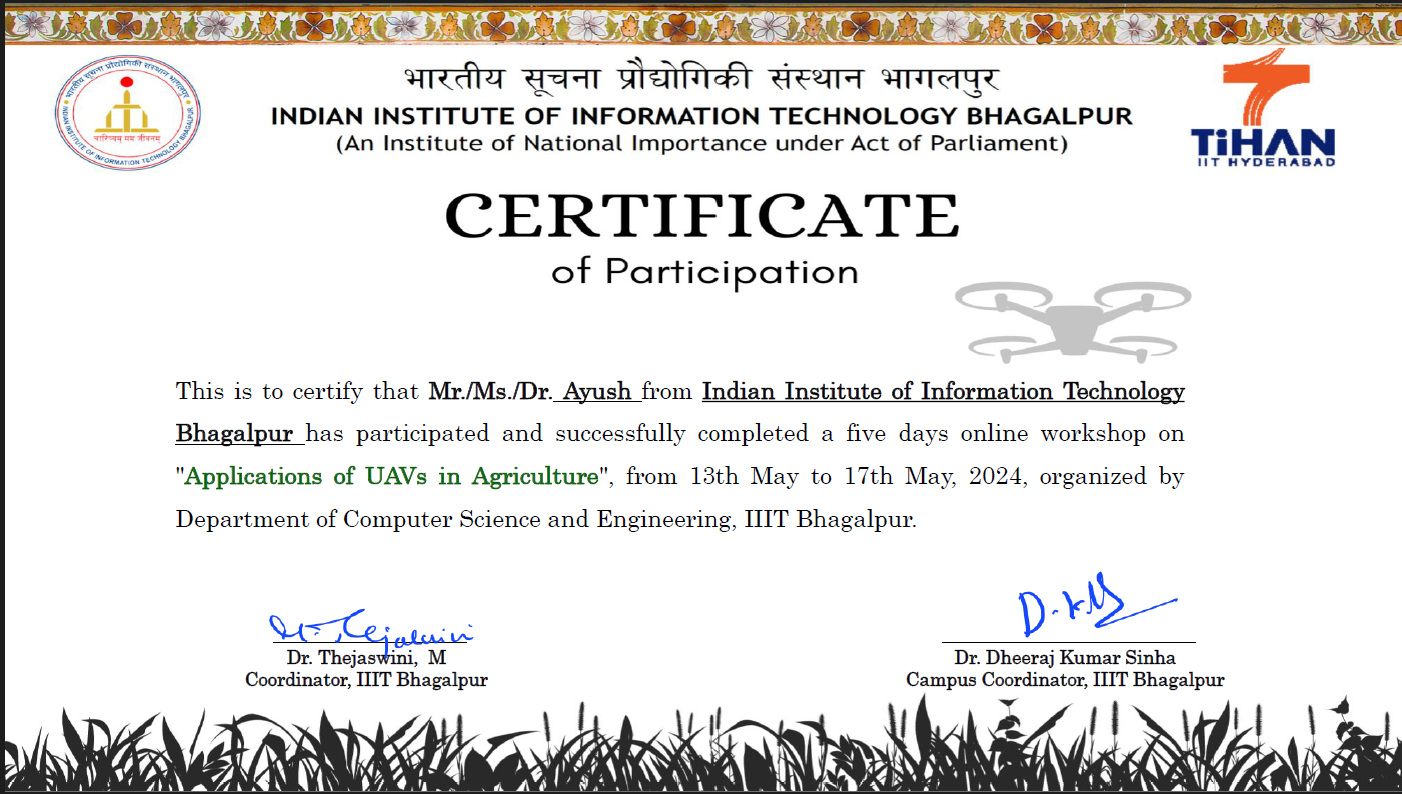 भारतीय सूचना प्रौद्योगिकी संस्थान भागलपुर
INDIAN INSTITUTE OF INFORMATION TECHNOLOGY BHAGALPUR
(An Institute of National Importance under Act of Parliament)
भारतीय सूचना प्रौद्योगिकी संस्थान भागलपुर
INDIAN INSTITUTE OF INFORMATION TECHNOLOGY BHAGALPUR
TiHAN
IIT HYDERABAD
CERTIFICATE
of Participation
This is to certify that Mr./Ms./Dr. Ayush from Indian Institute of Information Technology
Bhagalpur has participated and successfully completed a five days online workshop on
"Applications of UAVs in Agriculture", from 13th May to 17th May, 2024, organized by
Department of Computer Science and Engineering, IIIT Bhagalpur.
Dr. Thejaswini, M
Coordinator, IIIT Bhagalpur
Dr. Dheeraj Kumar Sinha
Campus Coordinator, IIIT Bhagalpur